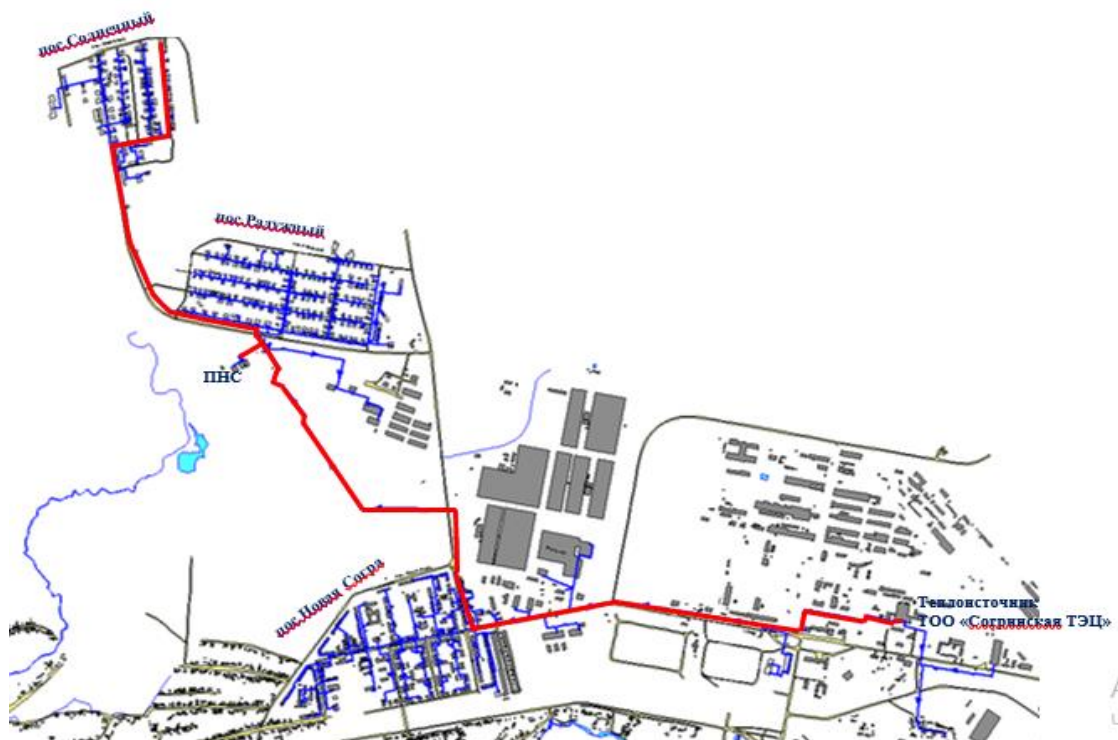 пос.Солнечный
пос.Радужный
ПНС
пос.Новая Согра
Теплоисточник
ТОО «Согринская ТЭЦ»